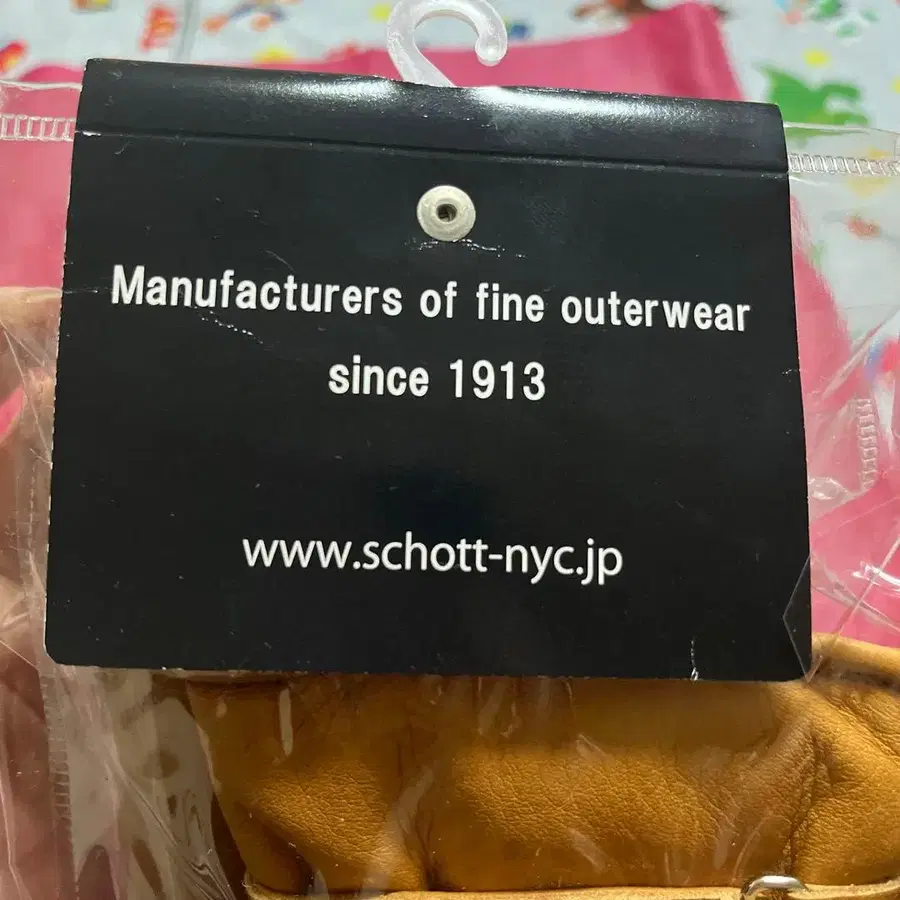 Manufacturers of fine outerwear
since 1913
www.schott-nyc.jp